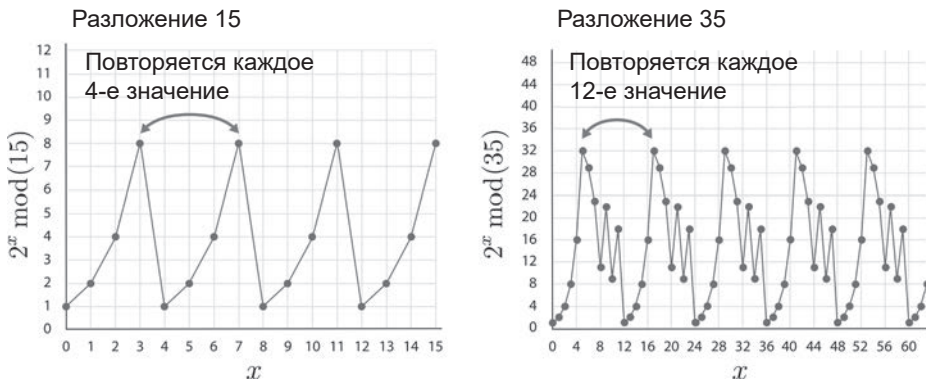 Разложение 15
Повторяется каждое
4-е значение
12
11
10
9
8
7
6
5
4
3
2
1
0
2^x mod(15)
0 1 2 3 4 5 6 7 8 9 10 11 12 13 14 15
x
Разложение 35
Повторяется каждое
12-е значение
48
44
40
36
32
28
24
20
16
12
8
4
0
2^x mod(35)
0 4 8 12 16 20 24 28 32 36 40 44 48 52 56 60
x